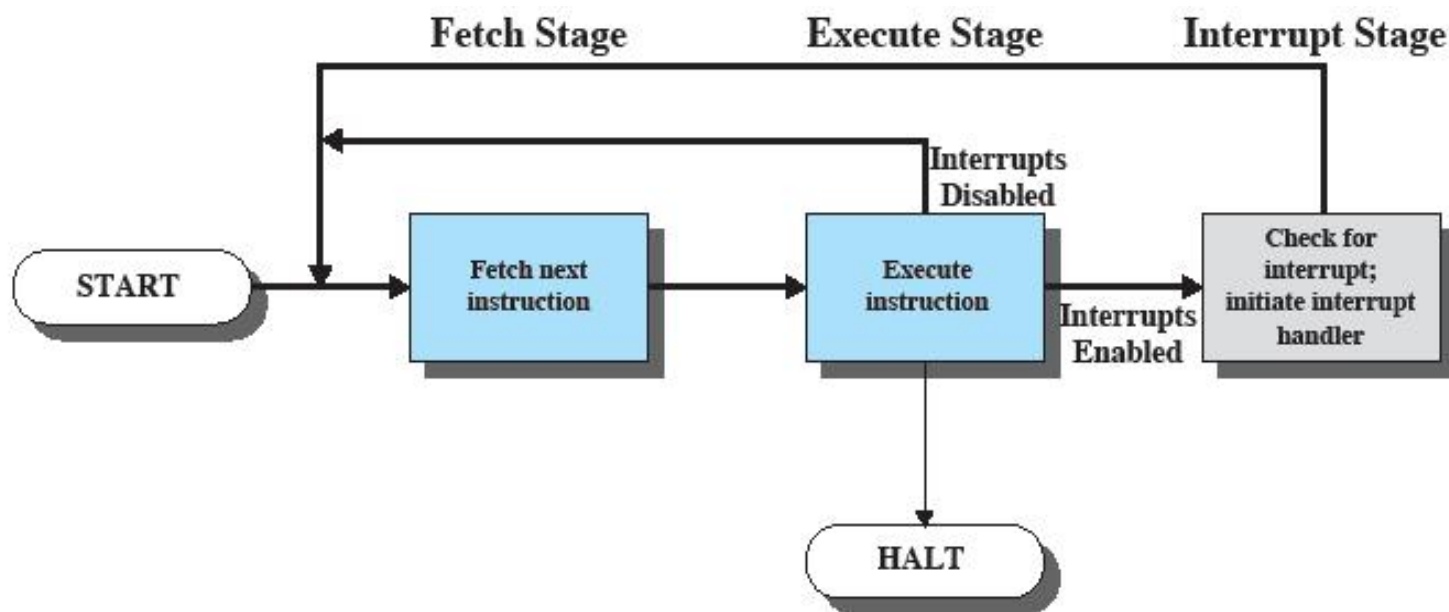 Fetch Stage
Execute Stage
Interrupt Stage
Interrupts
Disabled
START
Fetch next
instruction
Execute
instruction
Interrupts
Enabled
Check for
interrupt;
initiate interrupt
handler
HALT